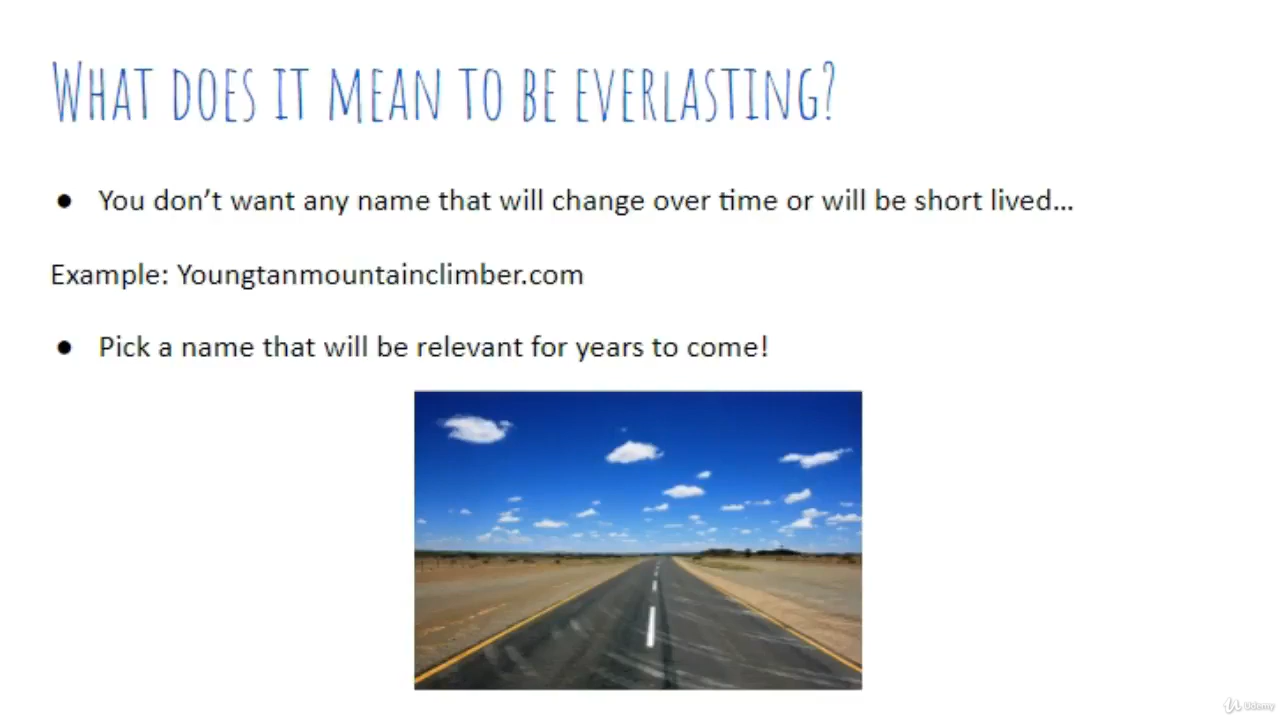 What does it mean to be everlasting?
● You don’t want any name that will change over time or will be short lived…
Example: Youngtanmountainclimber.com
● Pick a name that will be relevant for years to come!
Udemy